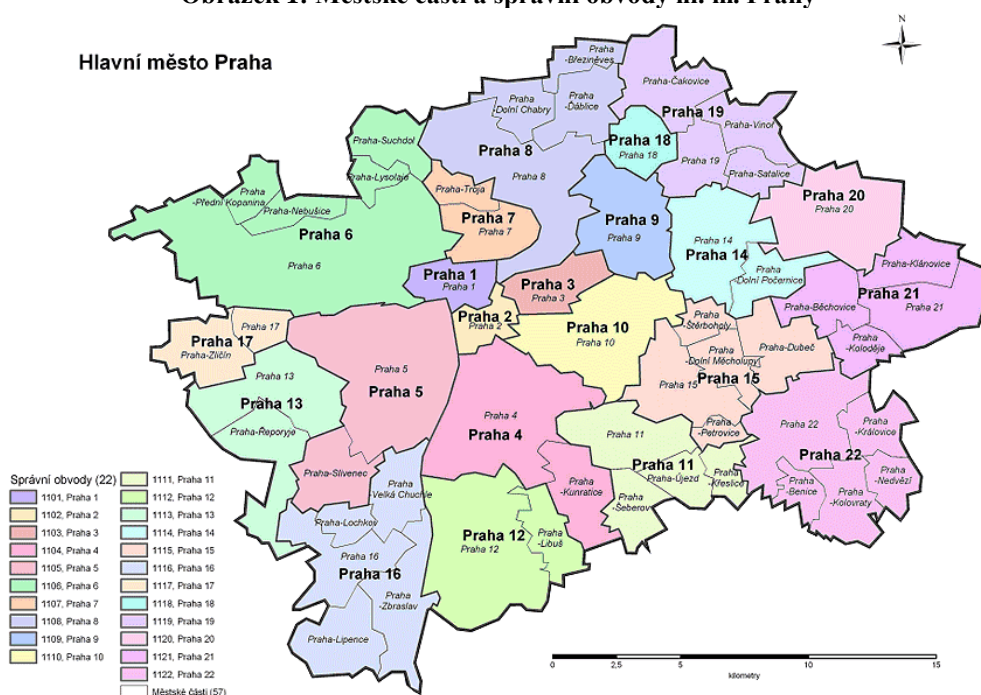 Obrázek 1: Městské části a správní obvody hl. m. Prahy
Hlavní město Praha
N
Praha
-Březiněves
Praha-Čakovice
Praha
-Dolní Chabry
Praha
-Ďáblice
Praha 19
Praha-Vinoř
Praha-Suchdol
Praha 18
Praha 18
Praha 8
Praha 8
Praha 19
Praha-Satalice
Praha-Lysolaje
Praha-Troja
Praha
-Přední Kopanina
Praha-Nebušice
Praha 20
Praha 20
Praha 7
Praha 7
Praha 9
Praha 9
Praha 6
Praha 6
Praha 14
Praha 14
Praha
-Dolní Počernice
Praha-Klánovice
Praha 1
Praha 1
Praha 3
Praha 3
Praha 21
Praha 21
Praha-Běchovice
Praha 2
Praha 2
Praha 10
Praha 10
Praha
-Štěrboholy
Praha
-Koloděje
Praha 17
Praha 17
Praha-Zličín
Praha
-Dolní Měcholupy
Praha-Dubeč
Praha 13
Praha 13
Praha 5
Praha 5
Praha 15
Praha 15
Praha-Řeporyje
Praha 4
Praha 4
Praha
-Petrovice
Praha 22
Praha 22
Praha
-Královice
Praha 11
Praha 11
Praha-Újezd
Praha
-Křeslice
Praha-Slivenec
Praha
-Kunratice
Praha
-Šeberov
Praha
-Nedvězí
Praha
-Benice
Praha
-Kolovraty
Praha
Velká Chuchle
Praha-Lochkov
Praha 12
Praha 12
Praha
-Libuš
Praha 16
Praha 16
Praha
-Zbraslav
Praha-Lipence
Správní obvody (22)
1101, Praha 1
1102, Praha 2
1103, Praha 3
1104, Praha 4
1105, Praha 5
1106, Praha 6
1107, Praha 7
1108, Praha 8
1109, Praha 9
1110, Praha 10
1111, Praha 11
1112, Praha 12
1113, Praha 13
1114, Praha 14
1115, Praha 15
1116, Praha 16
1117, Praha 17
1118, Praha 18
1119, Praha 19
1120, Praha 20
1121, Praha 21
1122, Praha 22
Městské části (57)
0 2,5 5 10 15
kilometry